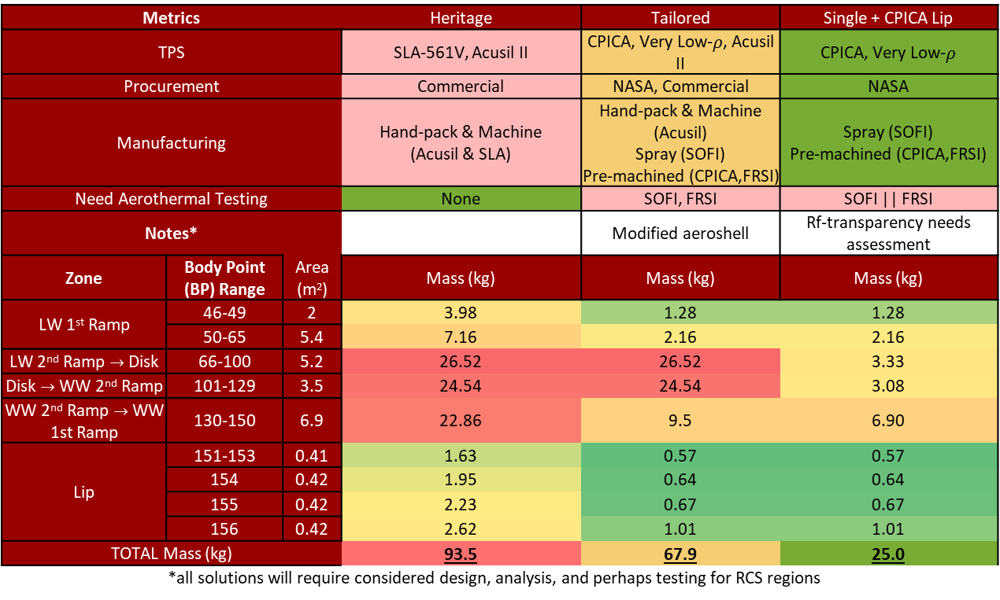 Metrics Heritage Tailored Single + CPICA Lip
TPS SLA-561V, Acusil II CPICA, Very Low-ρ, Acusil II CPICA, Very Low-ρ
Procurement Commercial NASA, Commercial NASA
Manufacturing
Hand-pack & Machine
(Acusil & SLA)
Hand-pack & Machine
(Acusil)
Spray (SOFI)
Pre-machined (CPICA,FRSI)
Spray (SOFI)
Pre-machined (CPICA,FRSI)
Need Aerothermal Testing None SOFI, FRSI SOFI || FRSI
Notes* Modified aeroshell Rf-transparency needs assessment
Zone Body Point (BP) Range Area (m²) Mass (kg) Mass (kg) Mass (kg)
LW 1st Ramp 46-49 2 3.98 1.28 1.28
50-65 5.4 7.16 2.16 2.16
LW 2nd Ramp → Disk 66-100 5.2 26.52 26.52 3.33
Disk → WW 2nd Ramp 101-129 3.5 24.54 24.54 3.08
WW 2nd Ramp → WW 1st Ramp 130-150 6.9 22.86 9.5 6.90
Lip 151-153 0.41 1.63 0.57 0.57
154 0.42 1.95 0.64 0.64
155 0.42 2.23 0.67 0.67
156 0.42 2.62 1.01 1.01
TOTAL Mass (kg) 93.5 67.9 25.0
*all solutions will require considered design, analysis, and perhaps testing for RCS regions